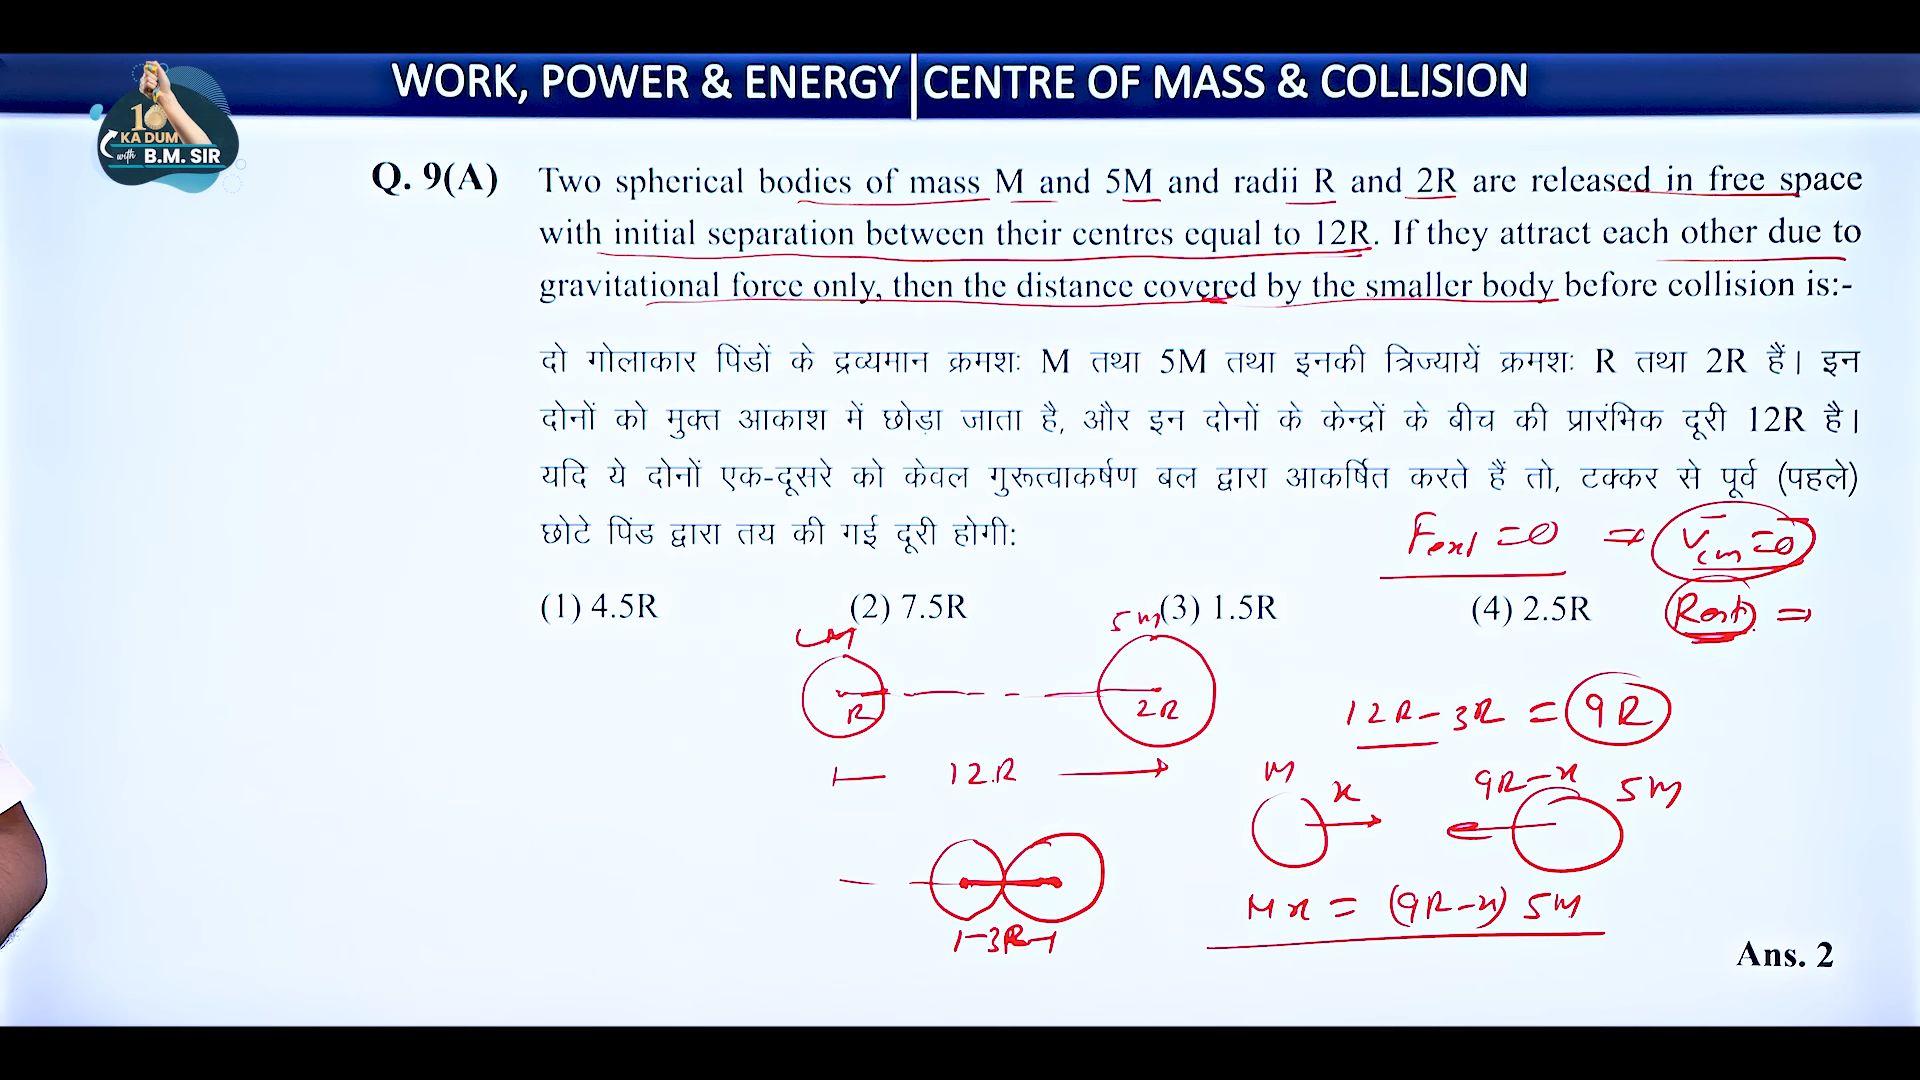 WORK, POWER & ENERGY CENTRE OF MASS & COLLISION
10
KA DUM
with B.M. SIR
Q. 9(A) Two spherical bodies of mass M and 5M and radii R and 2R are released in free space
with initial separation between their centres equal to 12R. If they attract each other due to
gravitational force only, then the distance covered by the smaller body before collision is:-
दो गोलाकार पिंडों के द्रव्यमान क्रमशः M तथा 5M तथा इनकी त्रिज्यायें क्रमशः R तथा 2R हैं। इन
दोनों को मुक्त आकाश में छोड़ा जाता है, और इन दोनों के केन्द्रों के बीच की प्रारंभिक दूरी 12R है।
यदि ये दोनों एक-दूसरे को केवल गुरूत्वाकर्षण बल द्वारा आकर्षित करते हैं तो, टक्कर से पूर्व (पहले)
छोटे पिंड द्वारा तय की गई दूरी होगी:
Fext = 0 ⇒ Vcm = 0
(1) 4.5R (2) 7.5R (3) 1.5R (4) 2.5R
Rest ⇒
M 5M
R 2R
12R - 3R = 9R
12R
M x 9R-x 5M
Mx = (9R-x) 5M
3R
Ans. 2